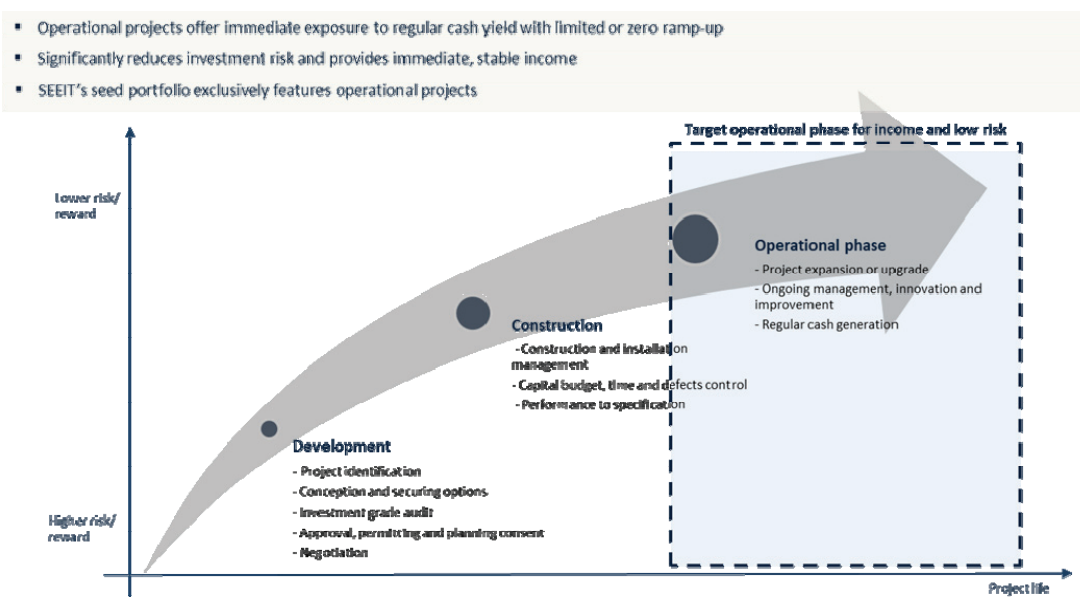 ▪ Operational projects offer immediate exposure to regular cash yield with limited or zero ramp-up
▪ Significantly reduces investment risk and provides immediate, stable income
▪ SEEIT's seed portfolio exclusively features operational projects
Target operational phase for income and low risk
Lower risk/
reward
Operational phase
- Project expansion or upgrade
- Ongoing management, innovation and
improvement
- Regular cash generation
Construction
- Construction and installation
management
- Capital budget, time and defects control
- Performance to specification
Development
- Project identification
- Conception and securing options
- Investment grade audit
- Approval, permitting and planning consent
- Negotiation
Higher risk/
reward
Project life